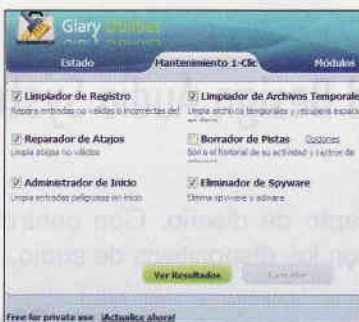 Glary Utilities
Estado Mantenimiento 1-Clic Módulos
Limpiador de Registro
Repara entradas no válidas o incorrectas del
Limpiador de Archivos Temporale
Limpia archivos temporales y recupera espacio
Reparador de Atajos
Limpia atajos no válidos
Borrador de Pistas Opciones
Borra el historial de su actividad y rastros de
Administrador de Inicio
Limpia entradas peligrosas en inicio
Eliminador de Spyware
Elimina spyware o adware
Ver Resultados Cancelar
Free for private use ¡Actualice ahora!